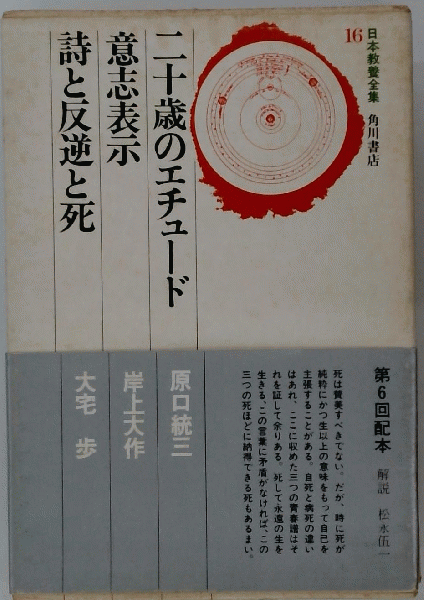 日本教養全集 角川書店
16
二十歳のエチュード
意志表示
詩と反逆と死
第6回配本 解説 松永伍一
死は賛美すべきでない。だが、時に死が
純粋にかつ生以上の意味をもって自己を
主張することがある。自死と病死の違い
はあれ、ここに収めた三つの青春譜はそ
れを証して余りある。死して永遠の生を
生きる、この言葉に矛盾がなければ、この
三つの死ほどに納得できる死もあるまい。
原口統三
岸上大作
大宅 歩